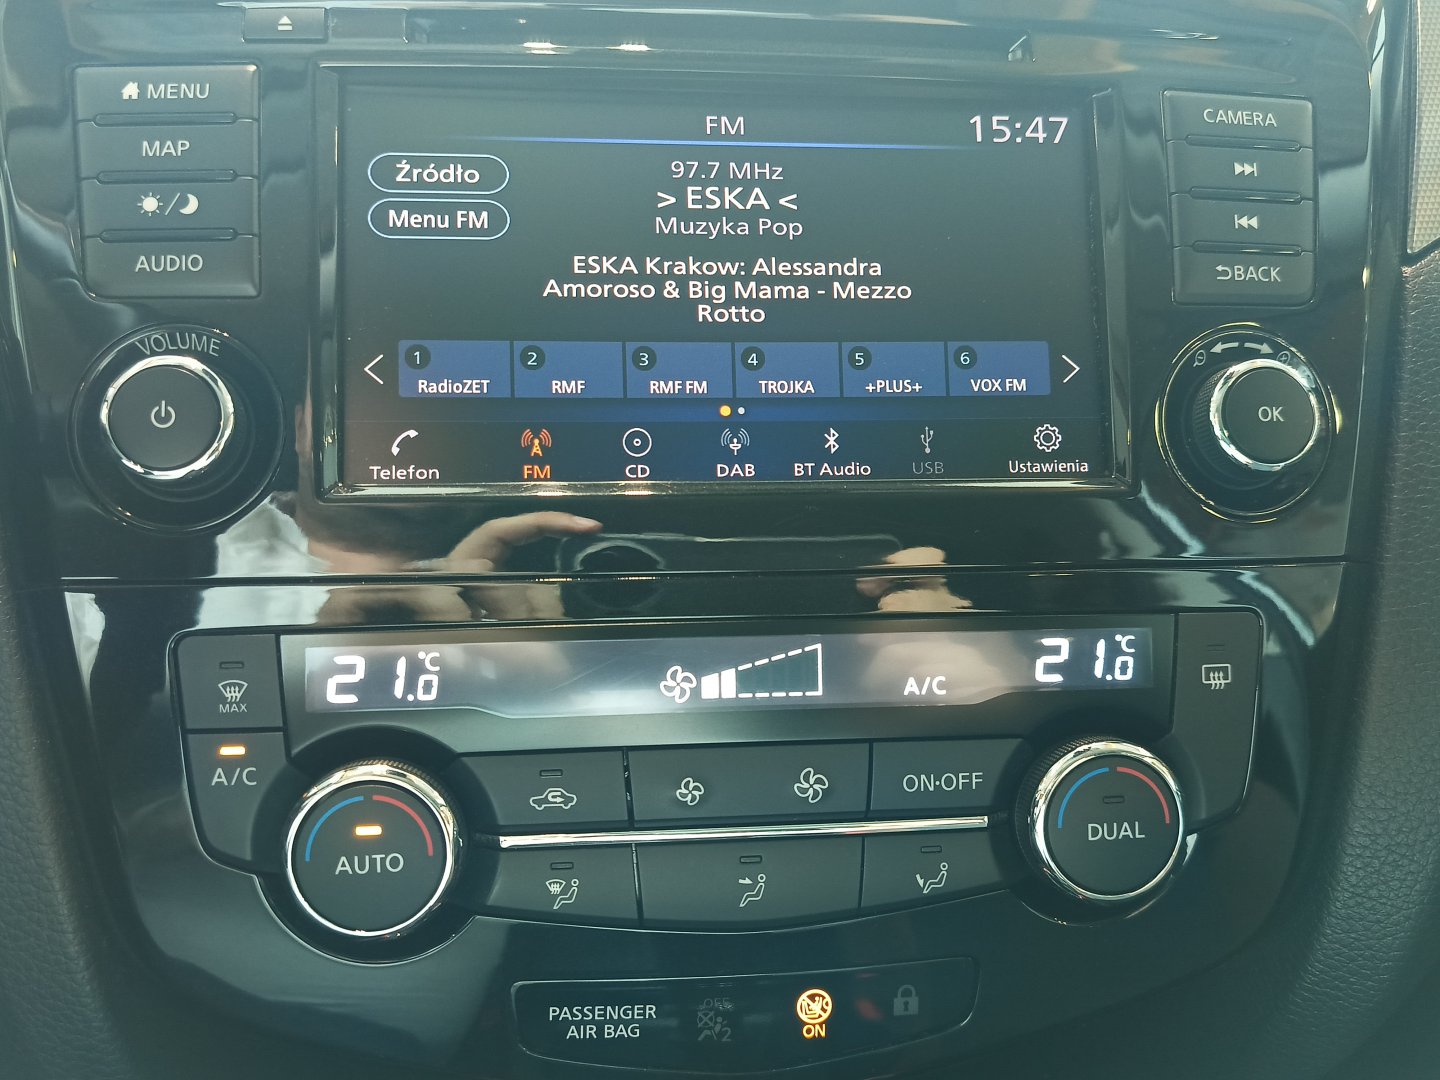 MENU
MAP
AUDIO
VOLUME
FM
15:47
Źródło
Menu FM
97.7 MHz
> ESKA <
Muzyka Pop
ESKA Krakow: Alessandra
Amoroso & Big Mama - Mezzo
Rotto
1 RadioZET
2 RMF
3 RMF FM
4 TROJKA
5 +PLUS+
6 VOX FM
Telefon
FM
CD
DAB
BT Audio
USB
Ustawienia
CAMERA
BACK
OK
21.0 °C
A/C
21.0 °C
MAX
A/C
AUTO
ON·OFF
DUAL
PASSENGER
AIR BAG
OFF
2
ON